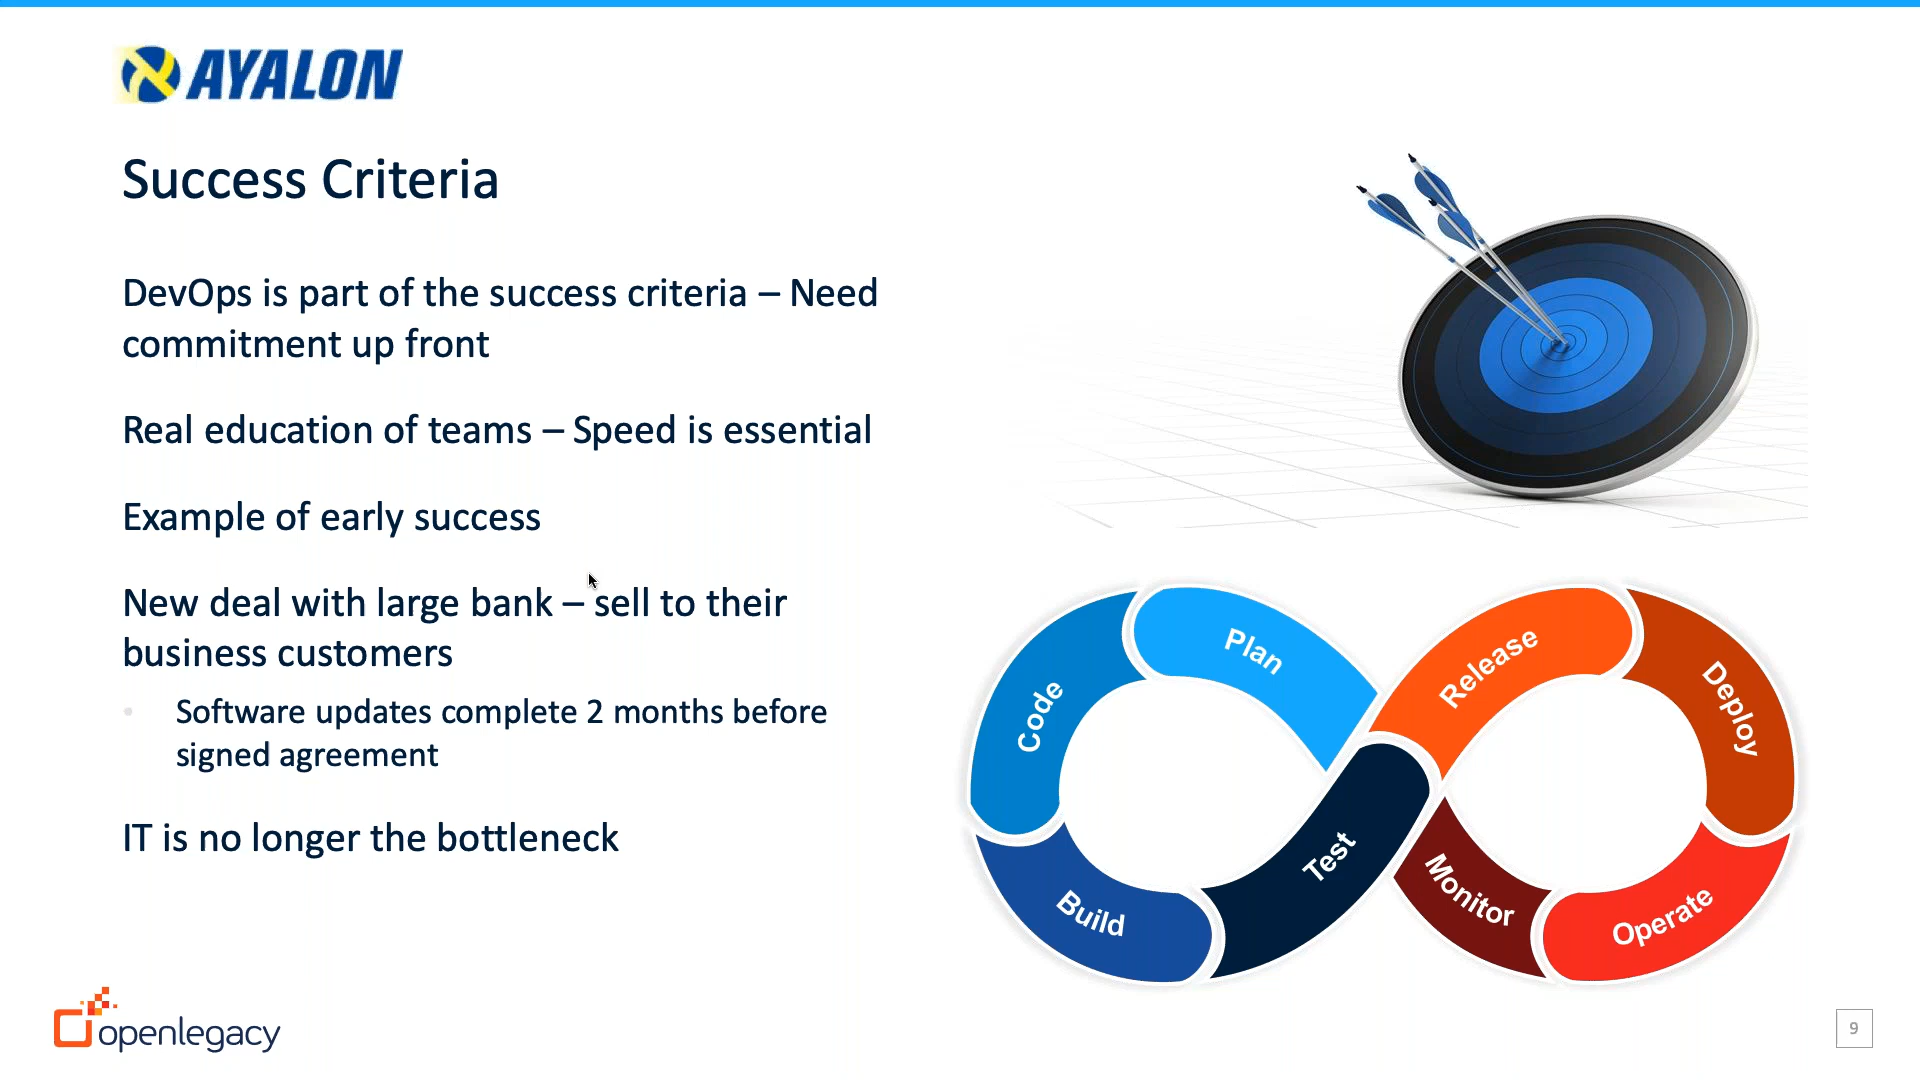 AYALON
Success Criteria
DevOps is part of the success criteria – Need
commitment up front
Real education of teams – Speed is essential
Example of early success
New deal with large bank – sell to their
business customers
• Software updates complete 2 months before
signed agreement
IT is no longer the bottleneck
Plan
Code
Build
Test
Release
Deploy
Operate
Monitor
openlegacy
9